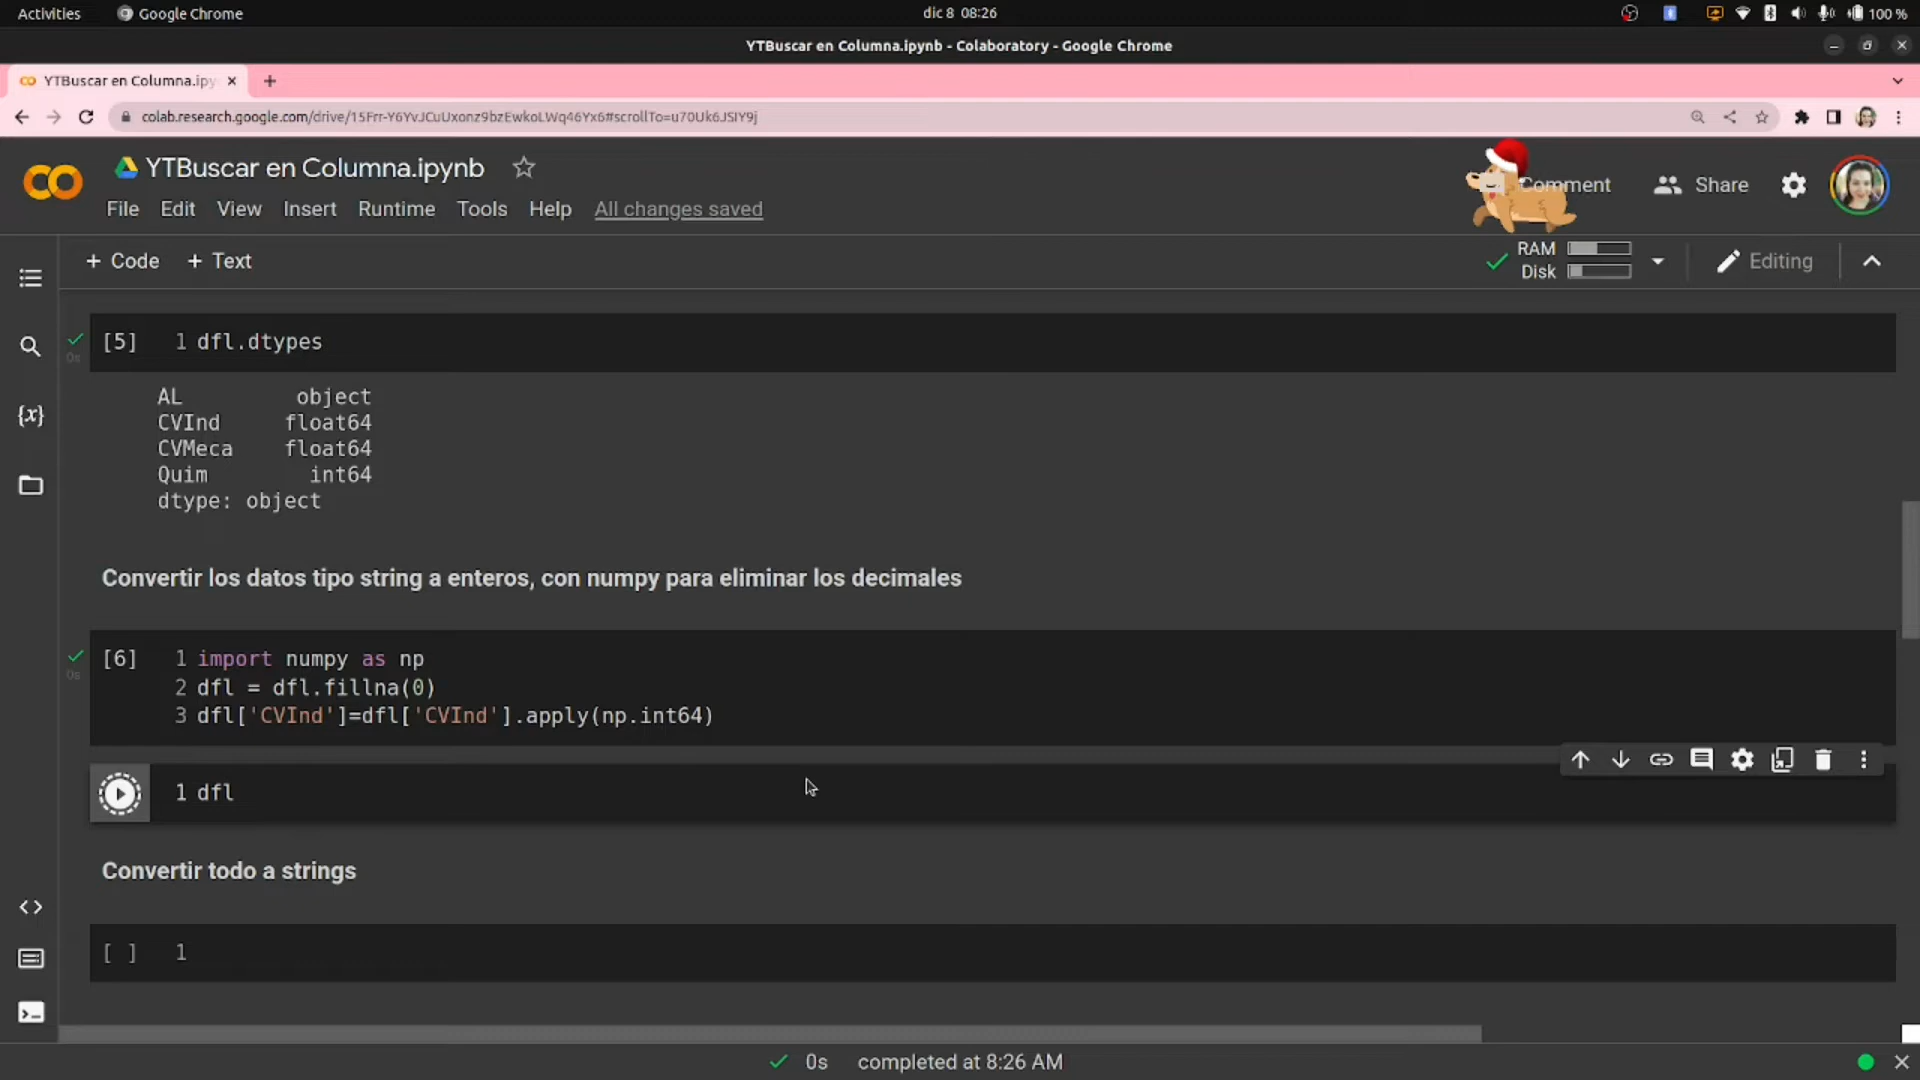 Activities
Google Chrome
dic 8 08:26
100 %
YTBuscar en Columna.ipynb - Colaboratory - Google Chrome
YTBuscar en Columna.ipy
colab.research.google.com/drive/15Frr-Y6YvJCuUxonz9bzEwkoLWq46Yx6#scrollTo=u70Uk6JSIY9j
YTBuscar en Columna.ipynb
Comment
Share
File Edit View Insert Runtime Tools Help All changes saved
+ Code + Text
RAM
Disk
Editing
[5] 1 dfl.dtypes
0s
AL object
CVInd float64
CVMeca float64
Quim int64
dtype: object
Convertir los datos tipo string a enteros, con numpy para eliminar los decimales
[6] 1 import numpy as np
0s
2 dfl = dfl.fillna(0)
3 dfl['CVInd']=dfl['CVInd'].apply(np.int64)
1 dfl
Convertir todo a strings
[ ] 1
0s completed at 8:26 AM